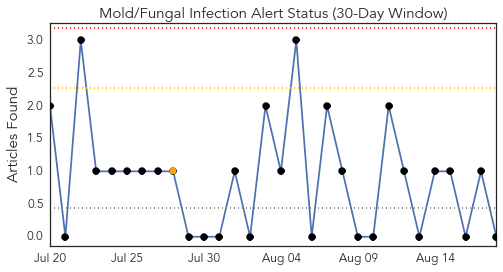 Mold/Fungal Infection Alert Status (30-Day Window)
Articles Found
3.0
2.5
2.0
1.5
1.0
0.5
0.0
Jul 20 Jul 25 Jul 30 Aug 04 Aug 09 Aug 14